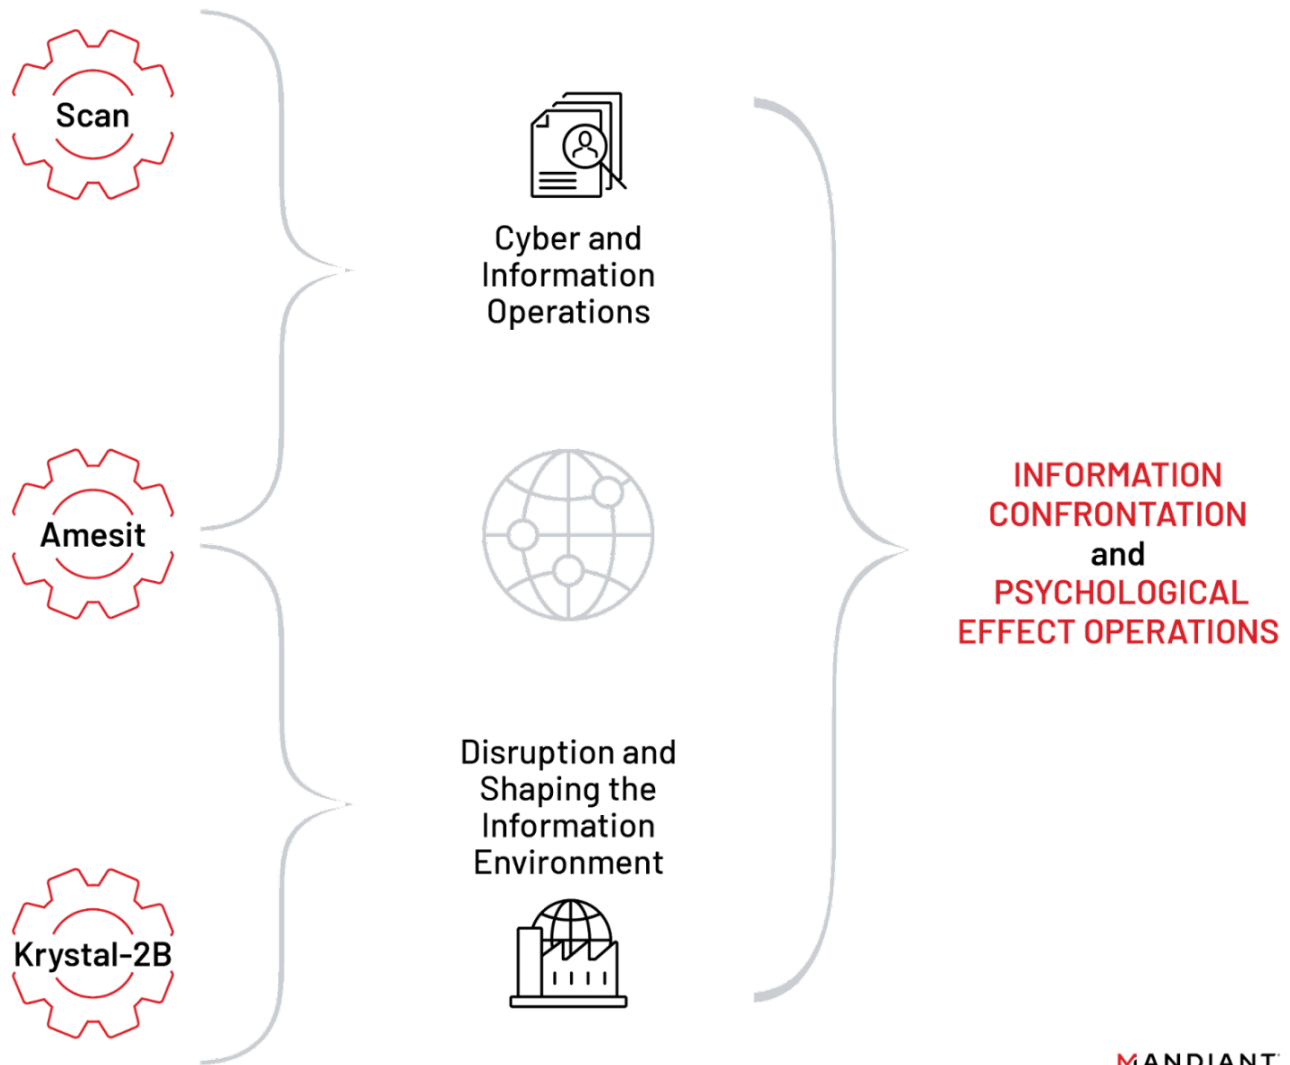 Scan
Cyber and
Information
Operations
Amesit
INFORMATION
CONFRONTATION
and
PSYCHOLOGICAL
EFFECT OPERATIONS
Disruption and
Shaping the
Information
Environment
Krystal-2B
MANDIANT